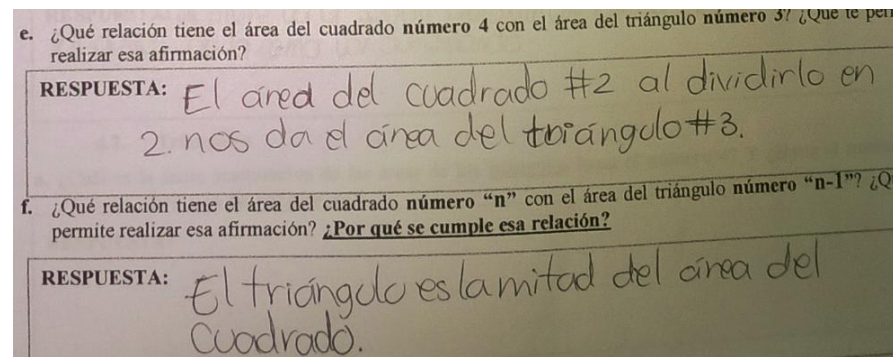 e. ¿Qué relación tiene el área del cuadrado número 4 con el área del triángulo número 3? ¿Qué te
realizar esa afirmación?
RESPUESTA: El área del cuadrado #2 al dividirlo en
2. nos da el área del triángulo #3.
f. ¿Qué relación tiene el área del cuadrado número “n” con el área del triángulo número “n-1”? ¿Q
permite realizar esa afirmación? ¿Por qué se cumple esa relación?
RESPUESTA: El triángulo es la mitad del área del
Cuadrado.